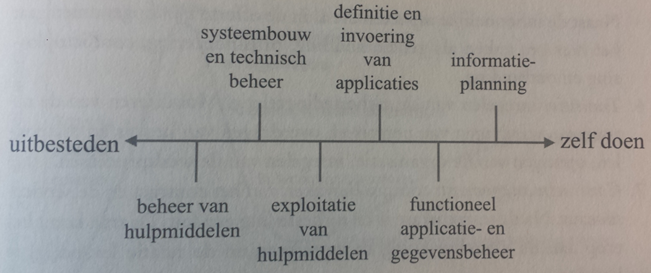 systeembouw
en technisch
beheer
definitie en
invoering
van
applicaties
informatie-
planning
uitbesteden
zelf doen
beheer van
hulpmiddelen
exploitatie
van
hulpmiddelen
functioneel
applicatie- en
gegevensbeheer